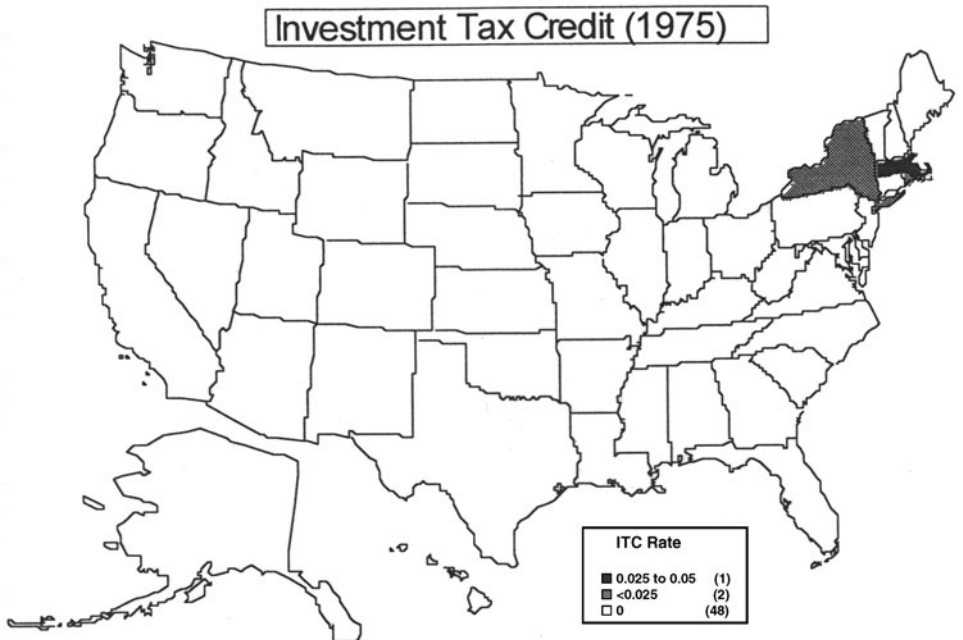 Investment Tax Credit (1975)
ITC Rate
0.025 to 0.05 (1)
<0.025 (2)
0 (48)